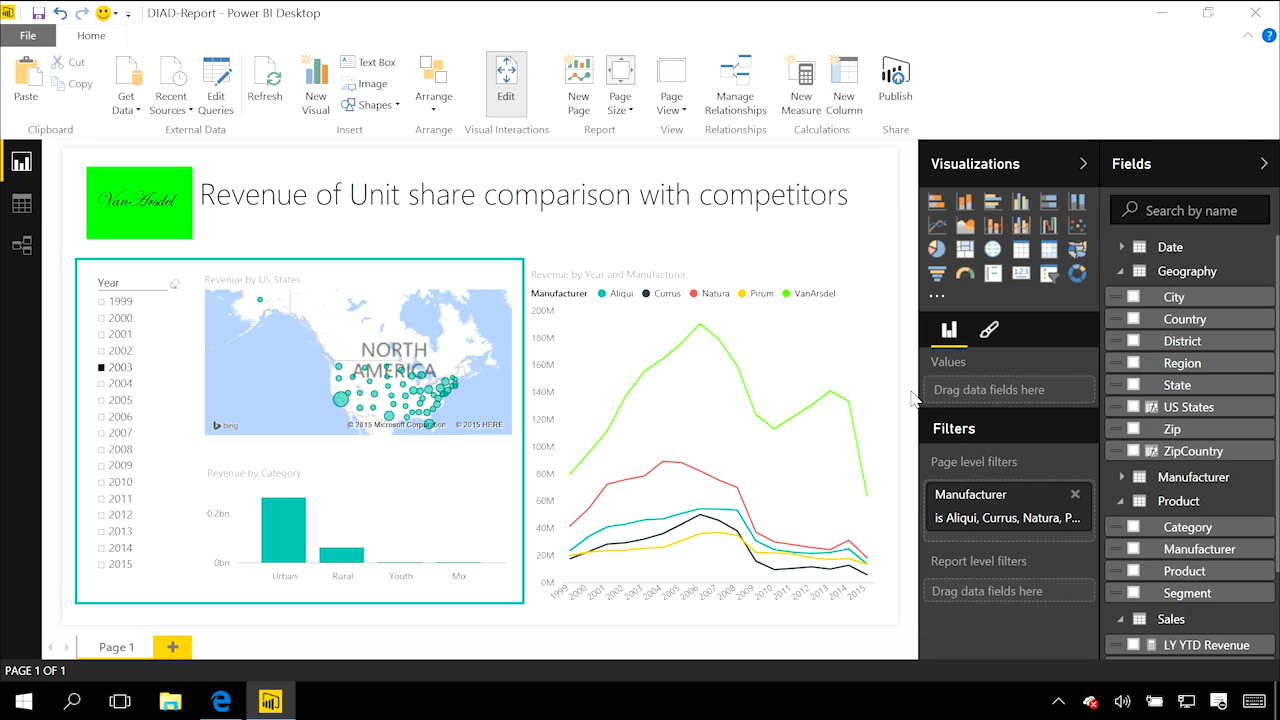 DIAD-Report - Power BI Desktop
File
Home
Paste
Cut
Copy
Clipboard
Get Data
Recent Sources
Edit Queries
External Data
Refresh
New Visual
Text Box
Image
Shapes
Insert
Arrange
Arrange
Edit
Visual Interactions
New Page
Page Size
Report
Page View
View
Manage Relationships
Relationships
New Measure
New Column
Calculations
Publish
Share
VanArsdel
Revenue of Unit share comparison with competitors
Year
1999
2000
2001
2002
2003
2004
2005
2006
2007
2008
2009
2010
2011
2012
2013
2014
2015
Revenue by US States
NORTH
AMERICA
bing
© 2015 Microsoft Corporation © 2015 HERE
Revenue by Category
0.2bn
0bn
Urban Rural Youth Mix
Revenue by Year and Manufacturer
Manufacturer Aliqui Currus Natura Pirum VanArsdel
200M
180M
160M
140M
120M
100M
80M
60M
40M
20M
0M
1999 2000 2001 2002 2003 2004 2005 2006 2007 2008 2009 2010 2011 2012 2013 2014 2015
Visualizations
Values
Drag data fields here
Filters
Page level filters
Manufacturer
is Aliqui, Currus, Natura, P...
Report level filters
Drag data fields here
Fields
Search by name
Date
Geography
City
Country
District
Region
State
US States
Zip
ZipCountry
Manufacturer
Product
Category
Manufacturer
Product
Segment
Sales
LY YTD Revenue
Page 1
PAGE 1 OF 1